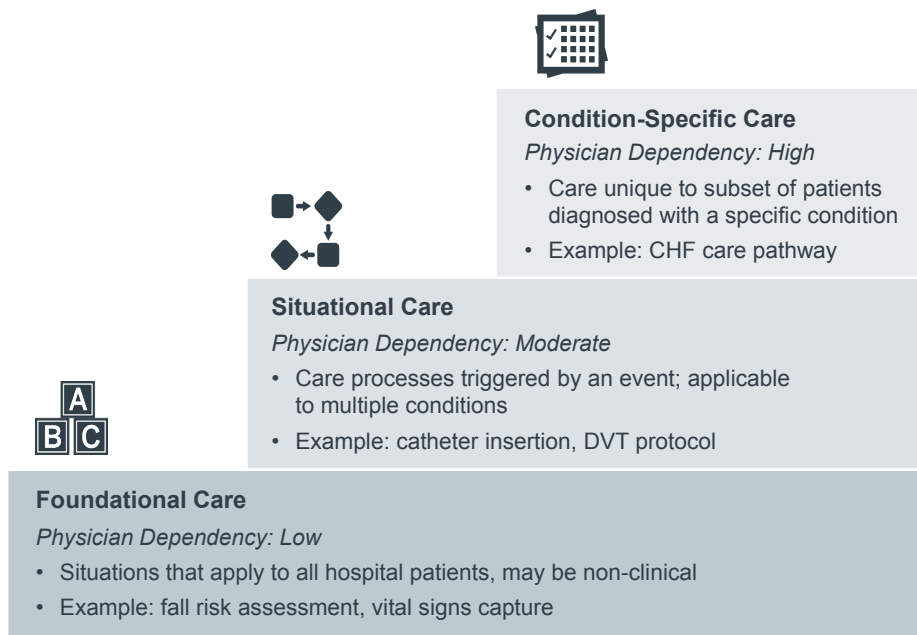 Condition-Specific Care
Physician Dependency: High
• Care unique to subset of patients
diagnosed with a specific condition
• Example: CHF care pathway
Situational Care
Physician Dependency: Moderate
• Care processes triggered by an event; applicable
to multiple conditions
• Example: catheter insertion, DVT protocol
A
B C
Foundational Care
Physician Dependency: Low
• Situations that apply to all hospital patients, may be non-clinical
• Example: fall risk assessment, vital signs capture